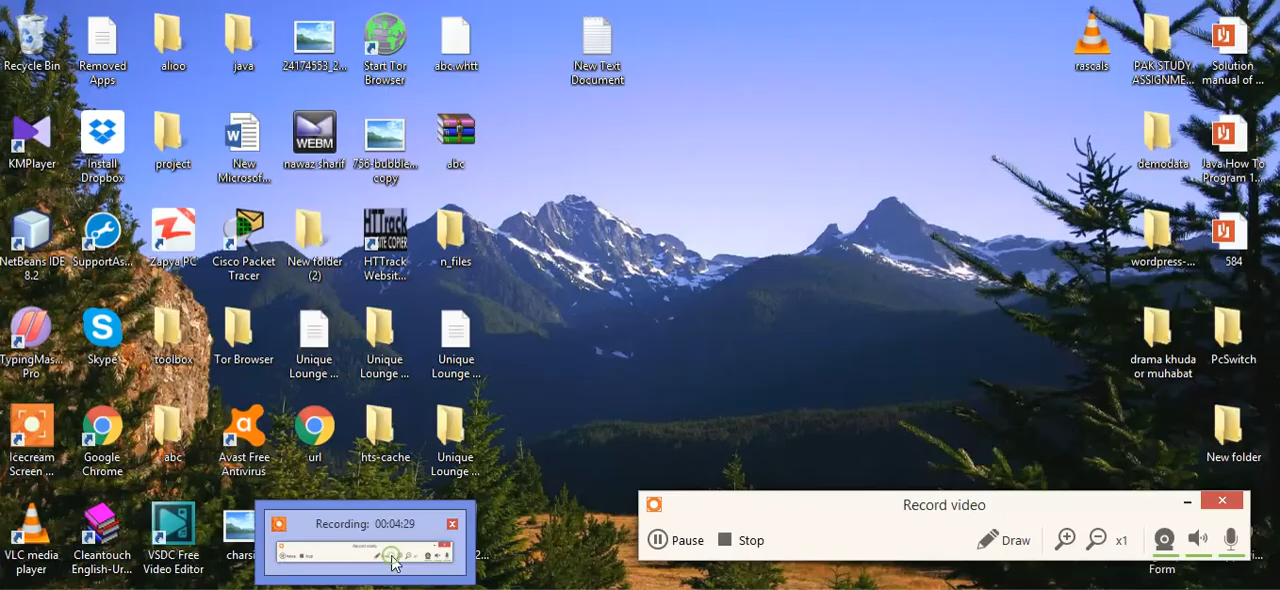 Recycle Bin
Removed
Apps
alioo
java
24174553_2...
Start Tor
Browser
abc.whtt
New Text
Document
rascals
PAK STUDY
ASSIGNME...
Solution
manual of ...
KMPlayer
Install
Dropbox
project
New
Microsof...
WEBM
nawaz sharif
copy
abc
demodata
Java How To
Program 1...
NetBeans IDE
8.2
SupportAs...
Zapya PC
Cisco Packet
Tracer
New folder
(2)
HTTrack
SITE COPIER
HTTrack
Websit...
n_files
wordpress-...
584
TypingMas...
Pro
Skype
toolbox
Tor Browser
Unique
Lounge ...
Unique
Lounge ...
Unique
Lounge ...
drama khuda
or muhabat
PcSwitch
Icecream
Screen ...
Google
Chrome
abc
Avast Free
Antivirus
url
hts-cache
Unique
Lounge ...
New folder
VLC media
player
Cleantouch
English-Ur...
VSDC Free
Video Editor
charsi
Recording: 00:04:29
Record video
Pause
Stop
Draw
x1
Form